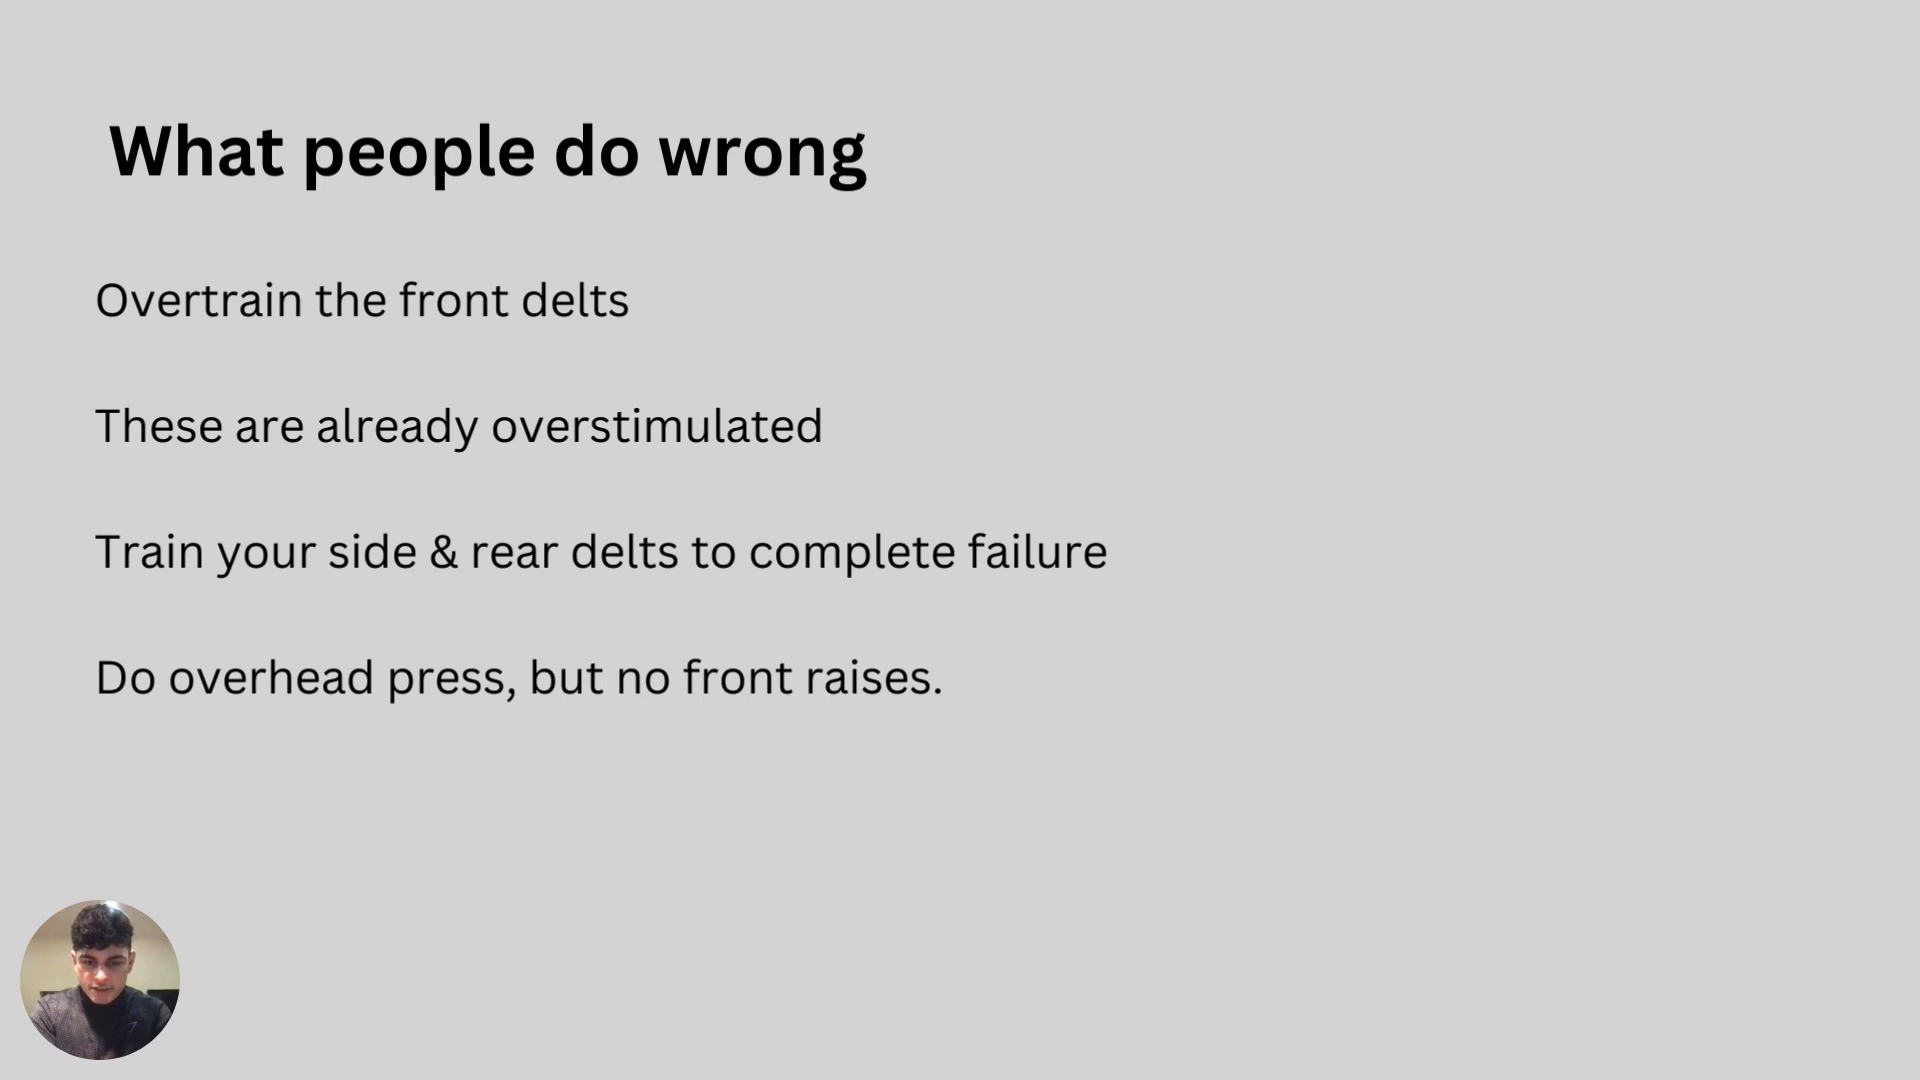 What people do wrong
Overtrain the front delts
These are already overstimulated
Train your side & rear delts to complete failure
Do overhead press, but no front raises.